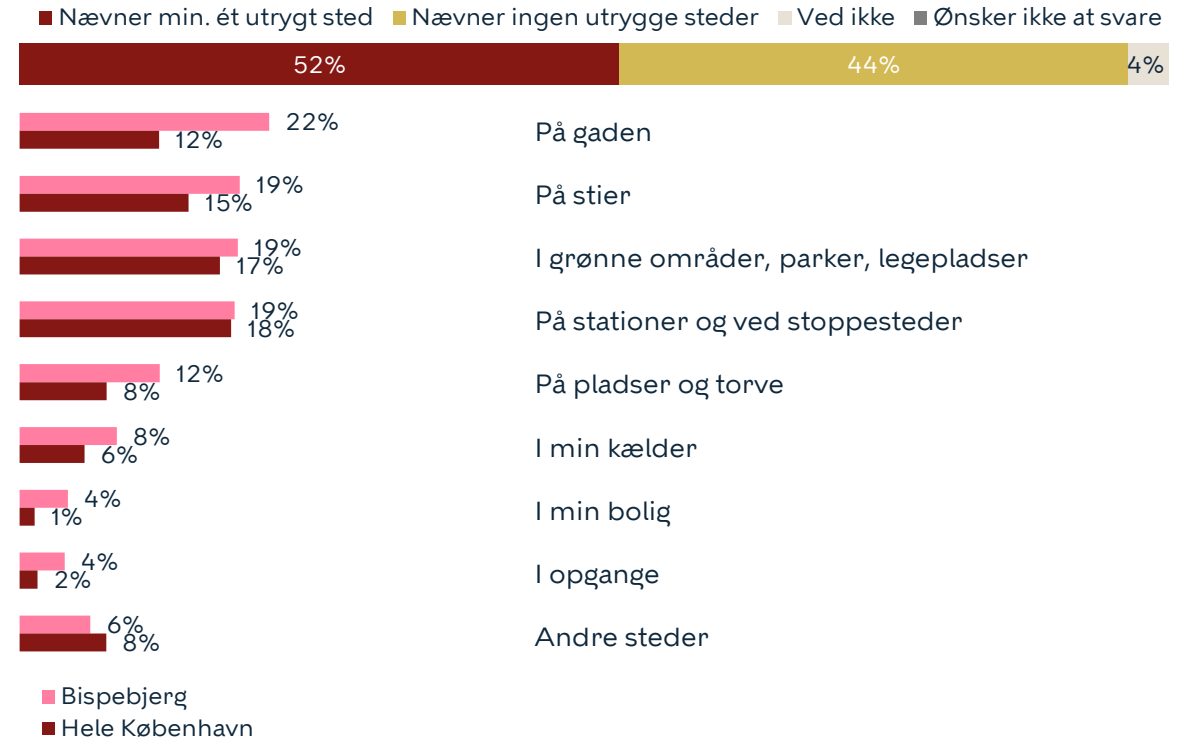 Nævner min. ét utrygt sted Nævner ingen utrygge steder Ved ikke Ønsker ikke at svare
52% 44% 4%
22%
12%
På gaden
19%
15%
På stier
19%
17%
I grønne områder, parker, legepladser
19%
18%
På stationer og ved stoppesteder
12%
8%
På pladser og torve
8%
6%
I min kælder
4%
1%
I min bolig
4%
2%
I opgange
6%
8%
Andre steder
Bispebjerg
Hele København